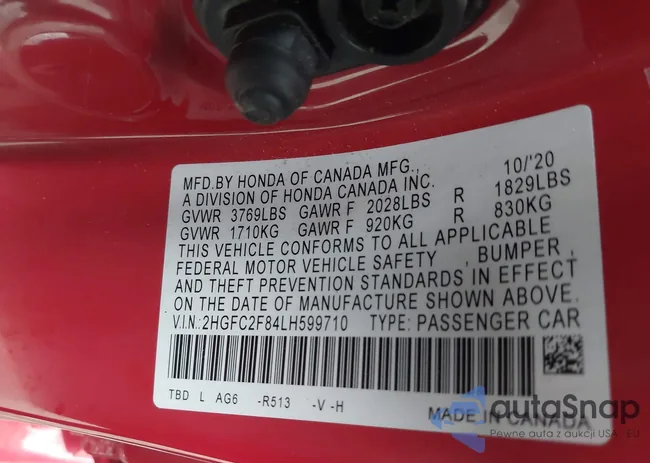 MFD.BY HONDA OF CANADA MFG., 10/'20
A DIVISION OF HONDA CANADA INC.
GVWR 3769LBS GAWR F 2028LBS R 1829LBS
GVWR 1710KG GAWR F 920KG R 830KG
THIS VEHICLE CONFORMS TO ALL APPLICABLE
FEDERAL MOTOR VEHICLE SAFETY , BUMPER ,
AND THEFT PREVENTION STANDARDS IN EFFECT
ON THE DATE OF MANUFACTURE SHOWN ABOVE.
V.I.N.: 2HGFC2F84LH599710 TYPE: PASSENGER CAR
TBD L AG6 -R513 -V -H
MADE IN CANADA
autaSnap
Pewne auta z aukcji USA - EU